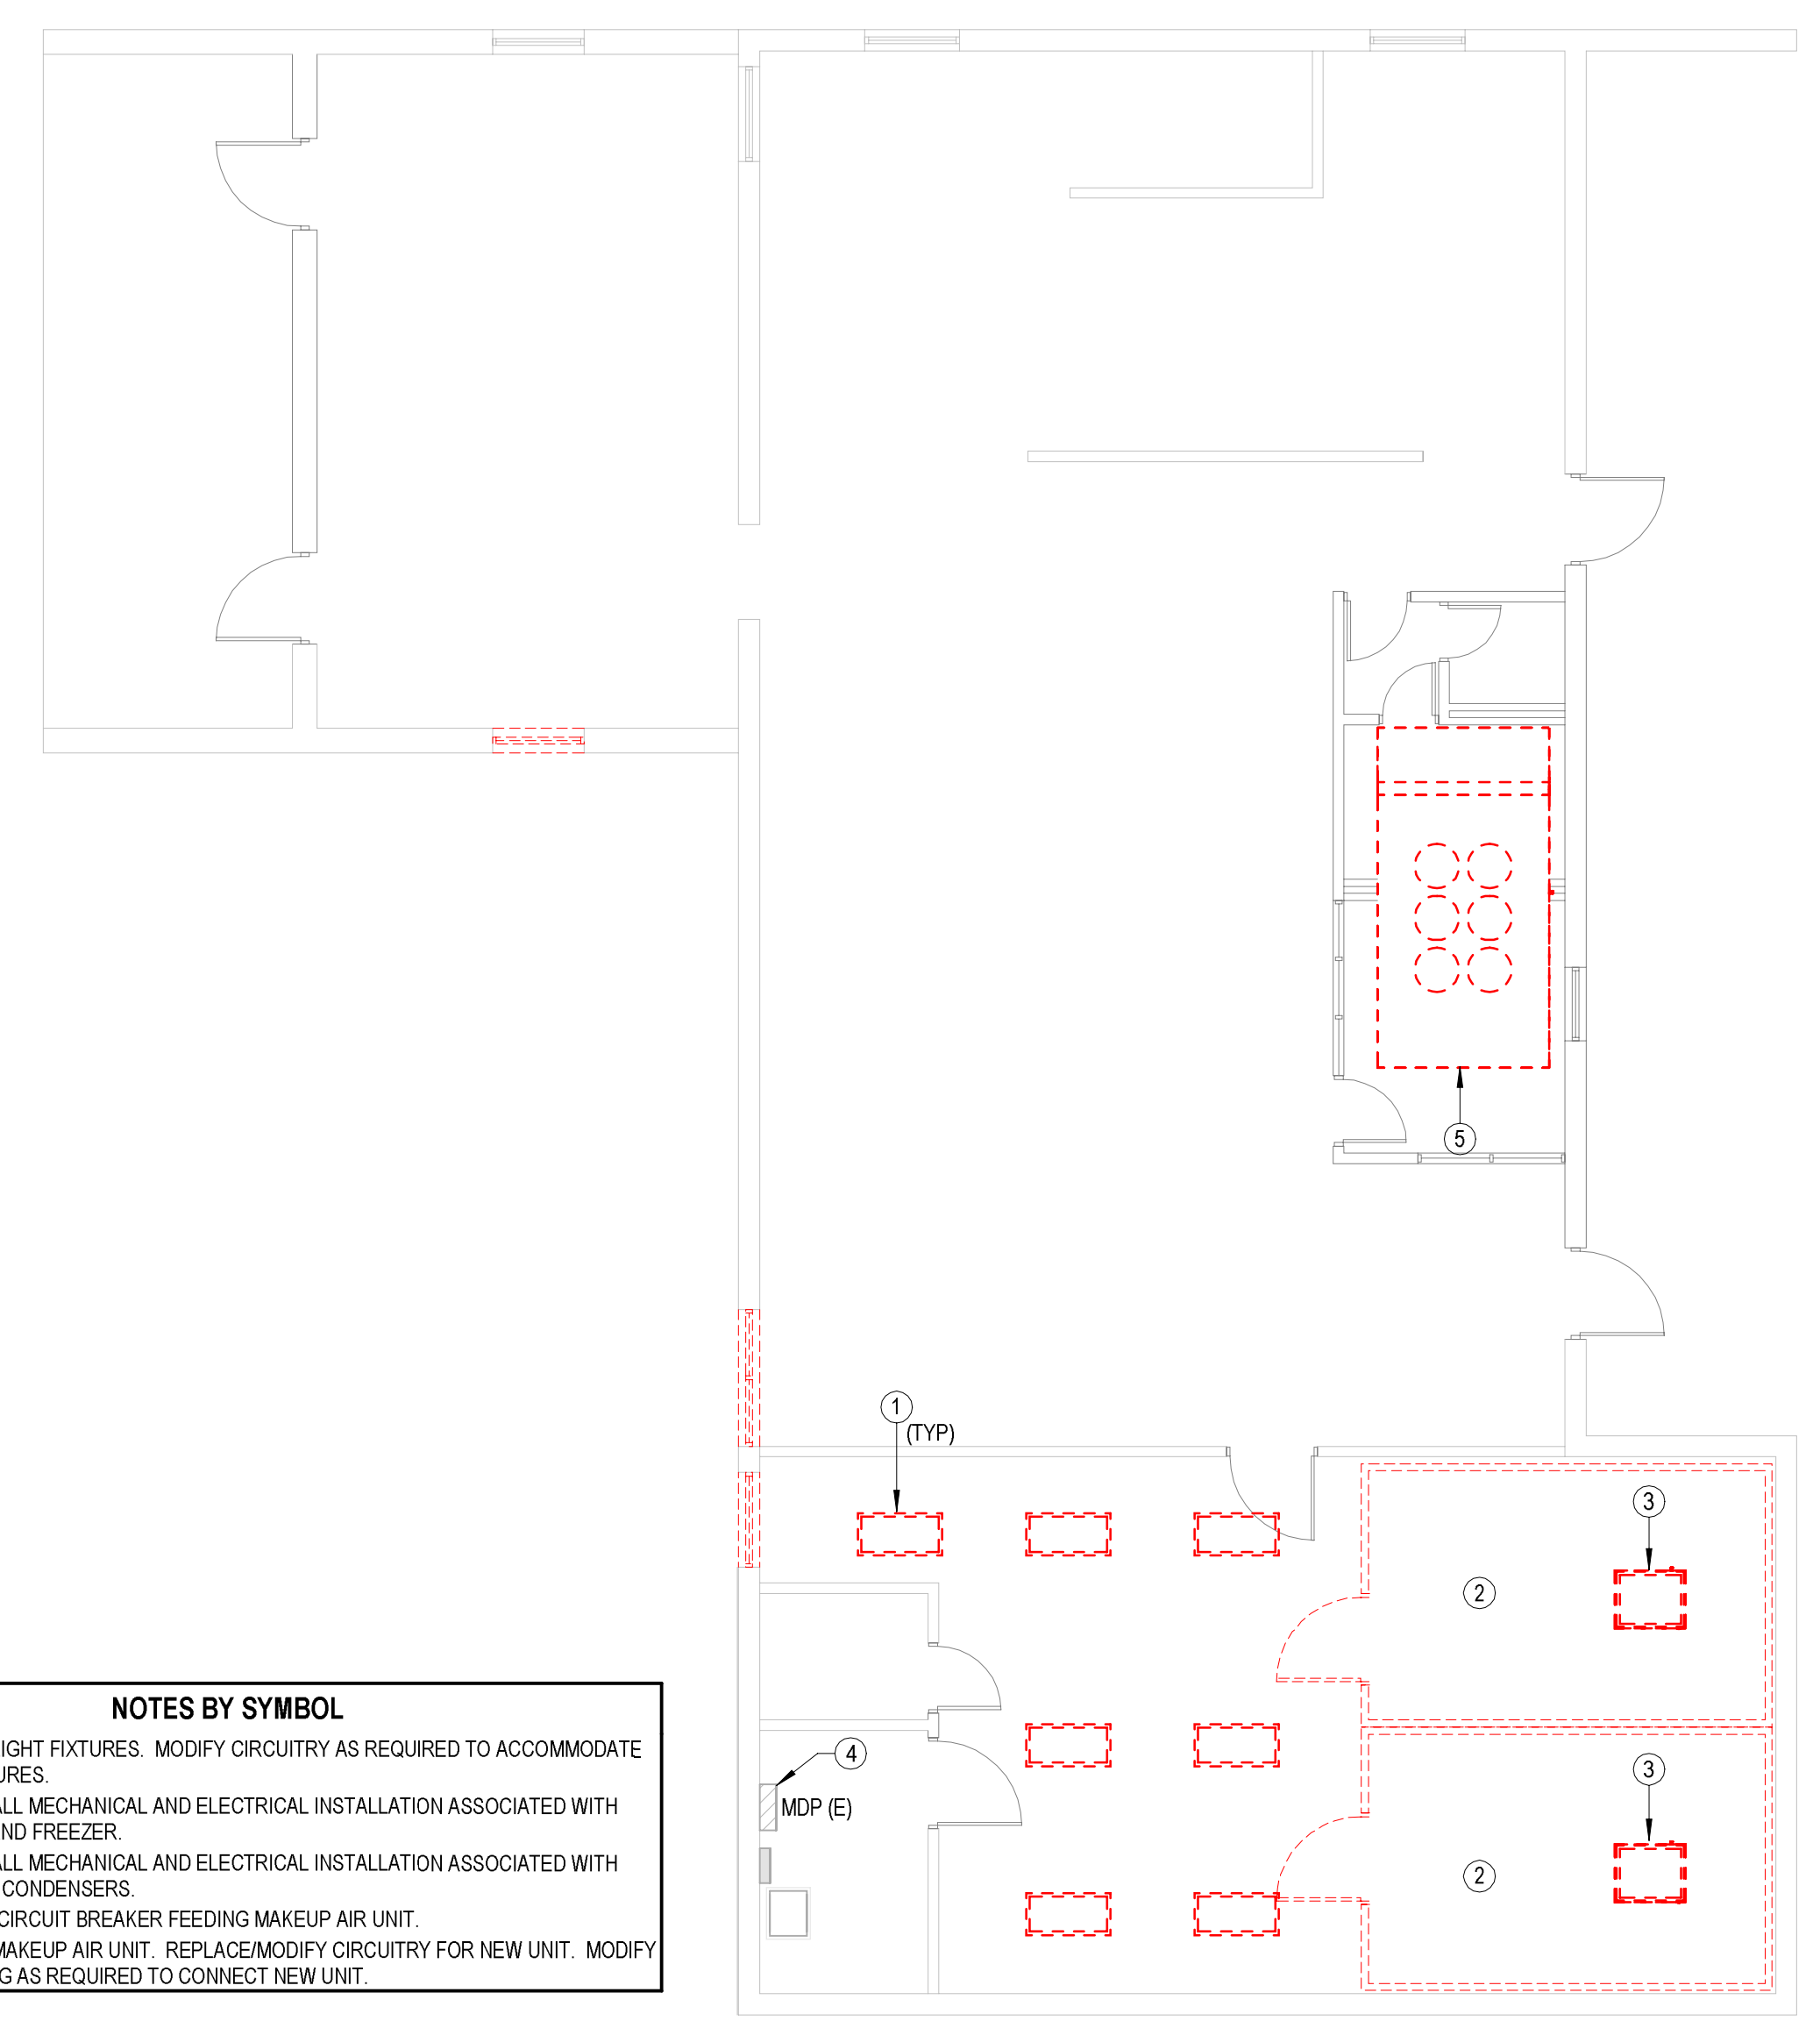 5
1
(TYP)
3
2
4
MDP (E)
3
2
NOTES BY SYMBOL
IGHT FIXTURES. MODIFY CIRCUITRY AS REQUIRED TO ACCOMMODATE
URES.
ALL MECHANICAL AND ELECTRICAL INSTALLATION ASSOCIATED WITH
ND FREEZER.
ALL MECHANICAL AND ELECTRICAL INSTALLATION ASSOCIATED WITH
CONDENSERS.
CIRCUIT BREAKER FEEDING MAKEUP AIR UNIT.
MAKEUP AIR UNIT. REPLACE/MODIFY CIRCUITRY FOR NEW UNIT. MODIFY
G AS REQUIRED TO CONNECT NEW UNIT.